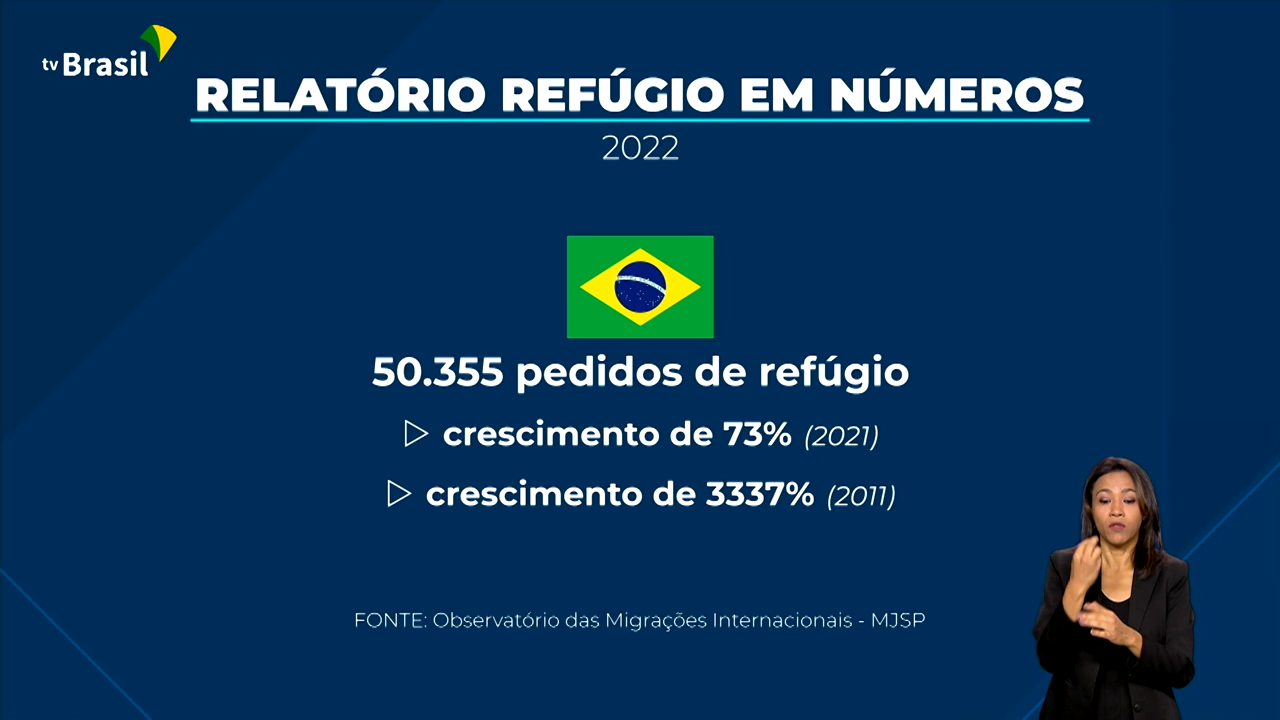 tv Brasil
RELATÓRIO REFÚGIO EM NÚMEROS
2022
50.355 pedidos de refúgio
crescimento de 73% (2021)
crescimento de 3337% (2011)
FONTE: Observatório das Migrações Internacionais - MJSP